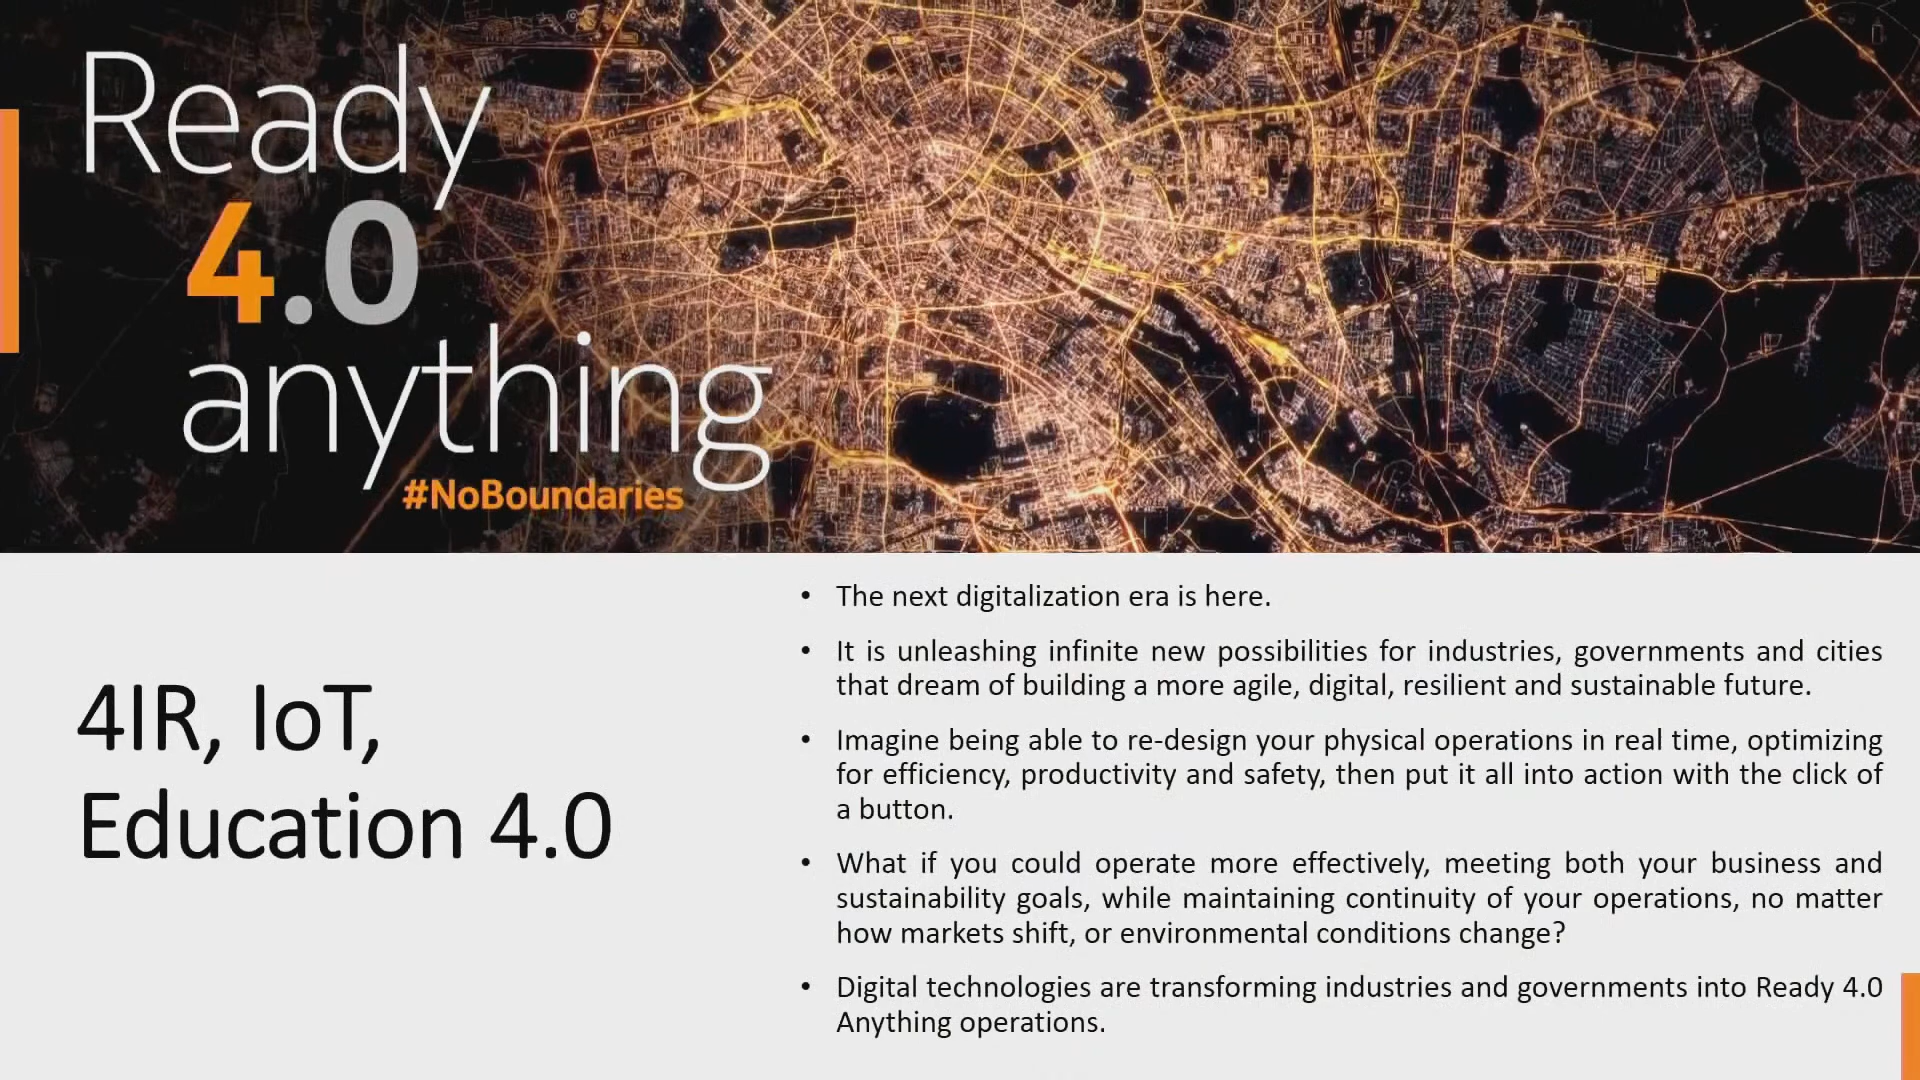 Ready
4.0
anything
#NoBoundaries
4IR, IoT,
Education 4.0
• The next digitalization era is here.
• It is unleashing infinite new possibilities for industries, governments and cities
that dream of building a more agile, digital, resilient and sustainable future.
• Imagine being able to re-design your physical operations in real time, optimizing
for efficiency, productivity and safety, then put it all into action with the click of
a button.
• What if you could operate more effectively, meeting both your business and
sustainability goals, while maintaining continuity of your operations, no matter
how markets shift, or environmental conditions change?
• Digital technologies are transforming industries and governments into Ready 4.0
Anything operations.